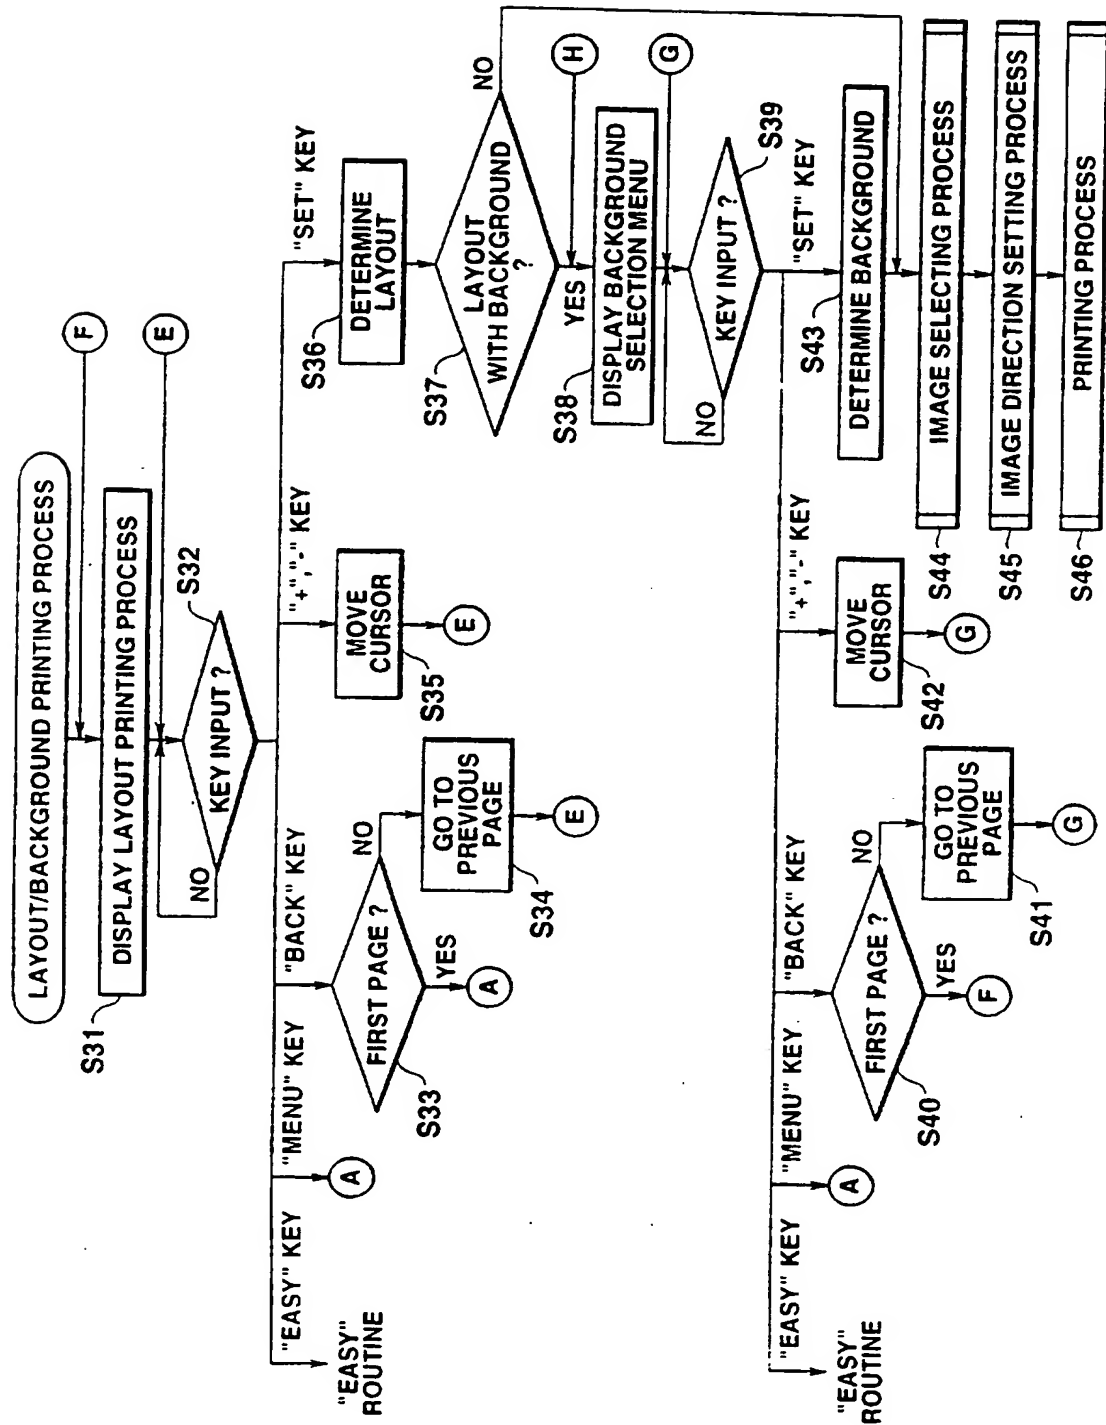 LAYOUT/BACKGROUND PRINTING PROCESS
F
S31
DISPLAY LAYOUT PRINTING PROCESS
E
S32
KEY INPUT ?
NO
"EASY" KEY
"MENU" KEY
"BACK" KEY
"+","-" KEY
"SET" KEY
"EASY"
ROUTINE
A
S33
FIRST PAGE ?
NO
YES
A
S34
GO TO
PREVIOUS
PAGE
E
S35
MOVE
CURSOR
E
S36
DETERMINE
LAYOUT
S37
LAYOUT
WITH BACKGROUND
?
NO
YES
H
S38
DISPLAY BACKGROUND
SELECTION MENU
G
S39
KEY INPUT ?
NO
"EASY" KEY
"MENU" KEY
"BACK" KEY
"+","-" KEY
"SET" KEY
"EASY"
ROUTINE
A
S40
FIRST PAGE ?
NO
YES
F
S41
GO TO
PREVIOUS
PAGE
G
S42
MOVE
CURSOR
G
S43
DETERMINE BACKGROUND
S44
IMAGE SELECTING PROCESS
S45
IMAGE DIRECTION SETTING PROCESS
S46
PRINTING PROCESS